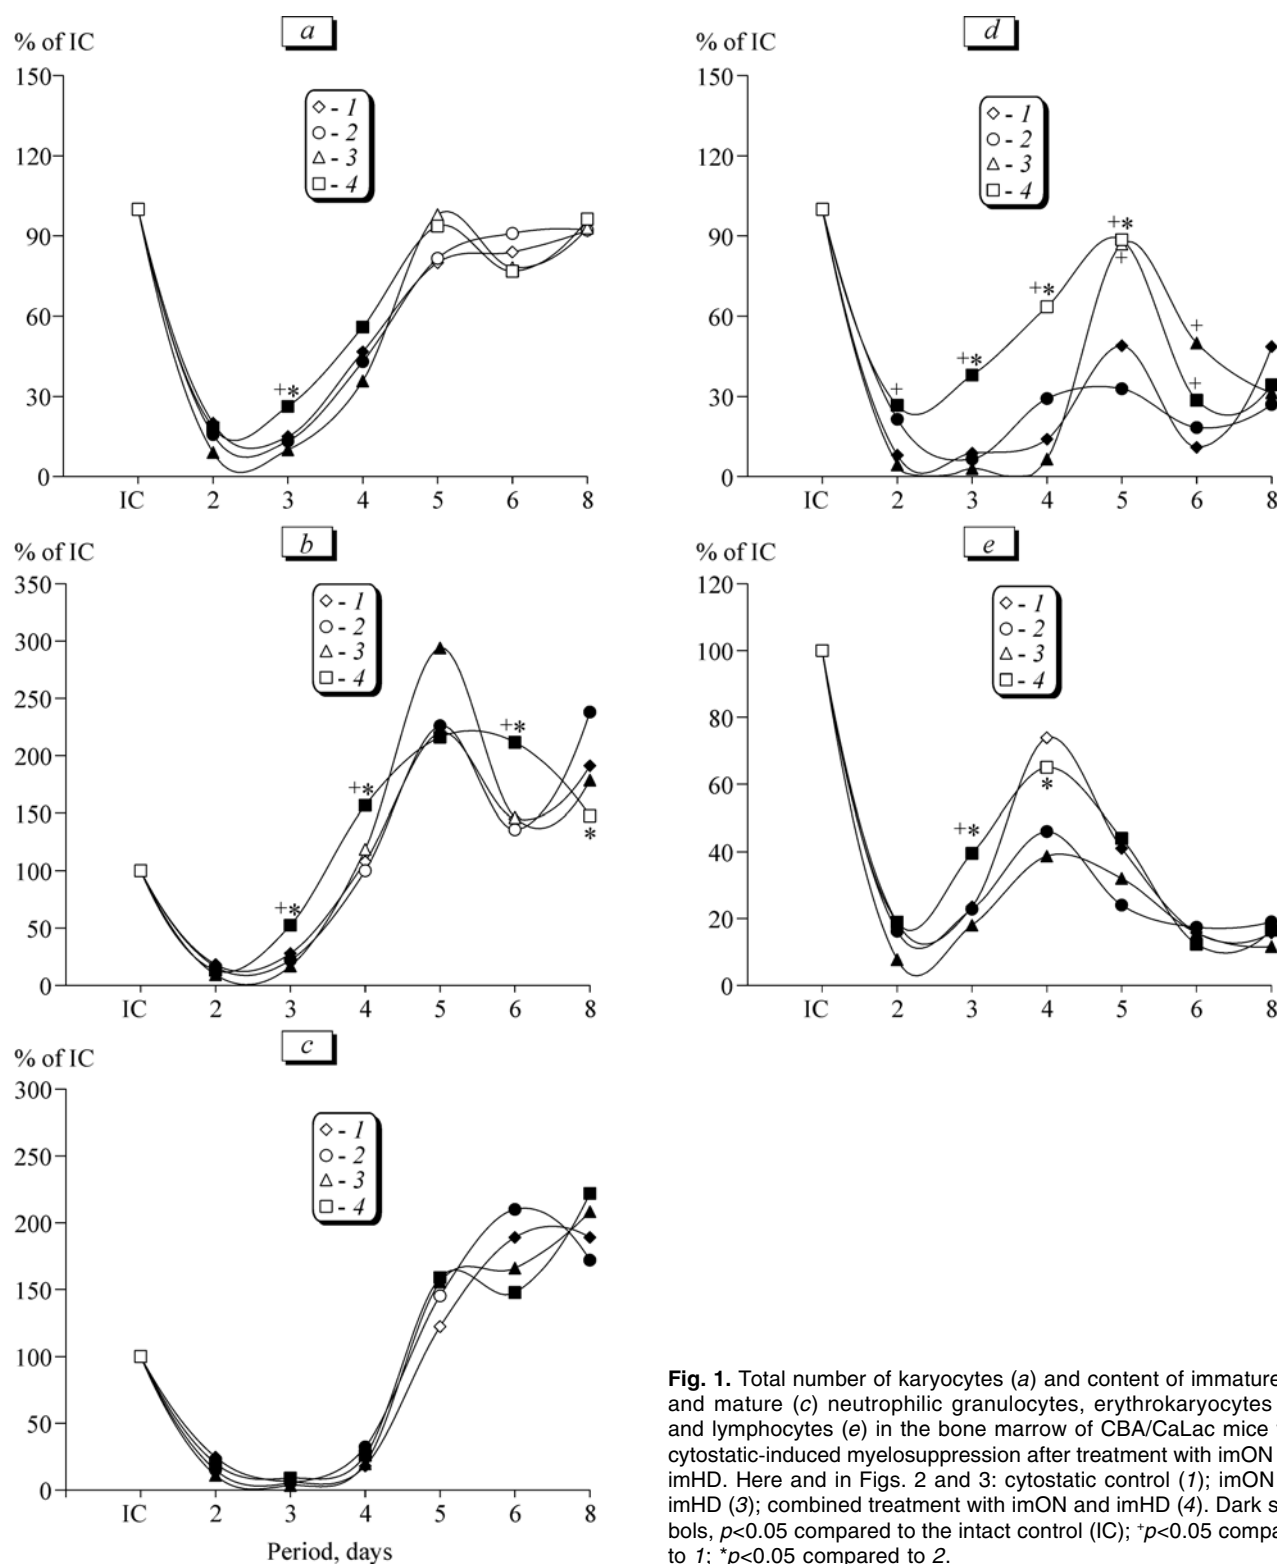 a
% of IC
150
120
90
60
30
0
- 1
- 2
- 3
- 4
+*
IC 2 3 4 5 6 8
d
% of IC
150
120
90
60
30
0
- 1
- 2
- 3
- 4
+
+*
+*
+*
+
+
+
IC 2 3 4 5 6 8
b
% of IC
350
300
250
200
150
100
50
0
- 1
- 2
- 3
- 4
+*
+*
+*
*
IC 2 3 4 5 6 8
e
% of IC
120
100
80
60
40
20
0
- 1
- 2
- 3
- 4
+*
*
IC 2 3 4 5 6 8
c
% of IC
300
250
200
150
100
50
0
- 1
- 2
- 3
- 4
IC 2 3 4 5 6 8
Period, days
Fig. 1. Total number of karyocytes (a) and content of immature
and mature (c) neutrophilic granulocytes, erythrokaryocytes
and lymphocytes (e) in the bone marrow of CBA/CaLac mice
cytostatic-induced myelosuppression after treatment with imON
imHD. Here and in Figs. 2 and 3: cytostatic control (1); imON
imHD (3); combined treatment with imON and imHD (4). Dark s
bols, p<0.05 compared to the intact control (IC); +p<0.05 compa
to 1; *p<0.05 compared to 2.